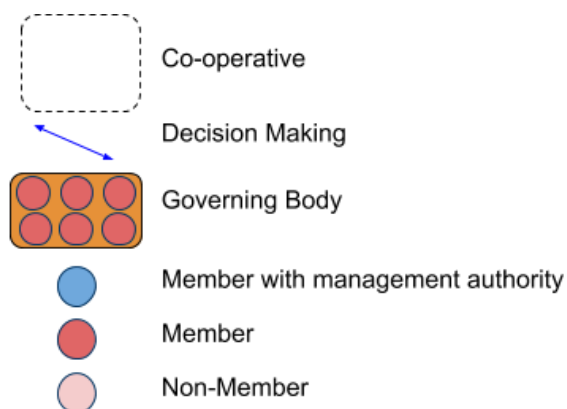 Co-operative
Decision Making
Governing Body
Member with management authority
Member
Non-Member